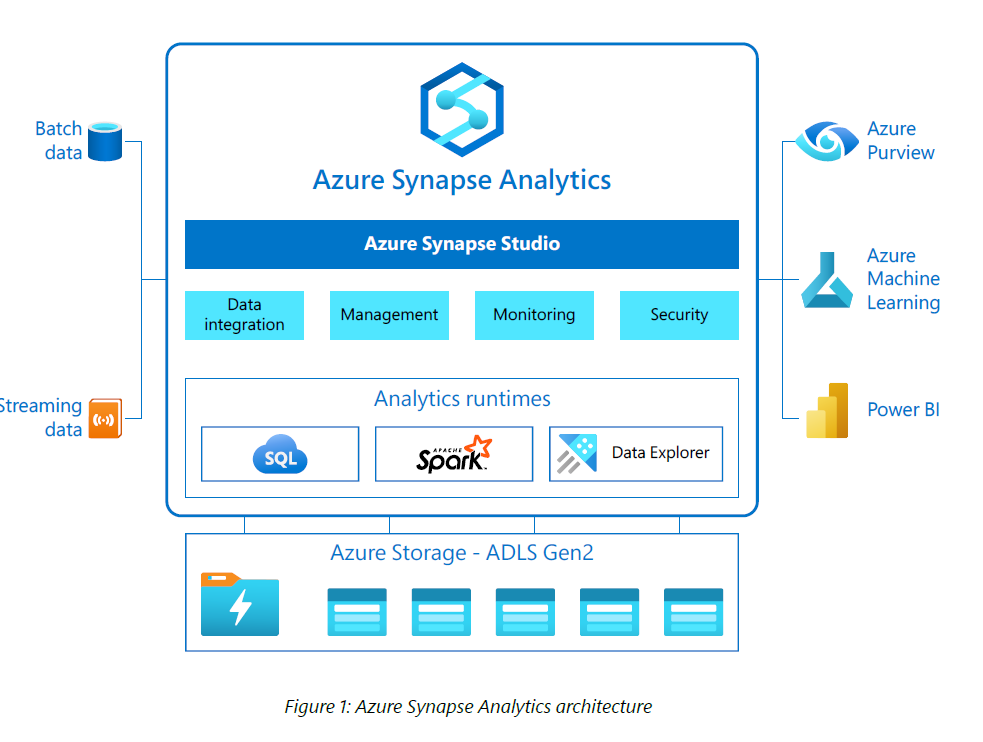 Batch
data
Streaming
data
Azure Synapse Analytics
Azure Synapse Studio
Data
integration
Management
Monitoring
Security
Analytics runtimes
SQL
APACHE
Spark™
Data Explorer
Azure Storage - ADLS Gen2
Azure
Purview
Azure
Machine
Learning
Power BI
Figure 1: Azure Synapse Analytics architecture